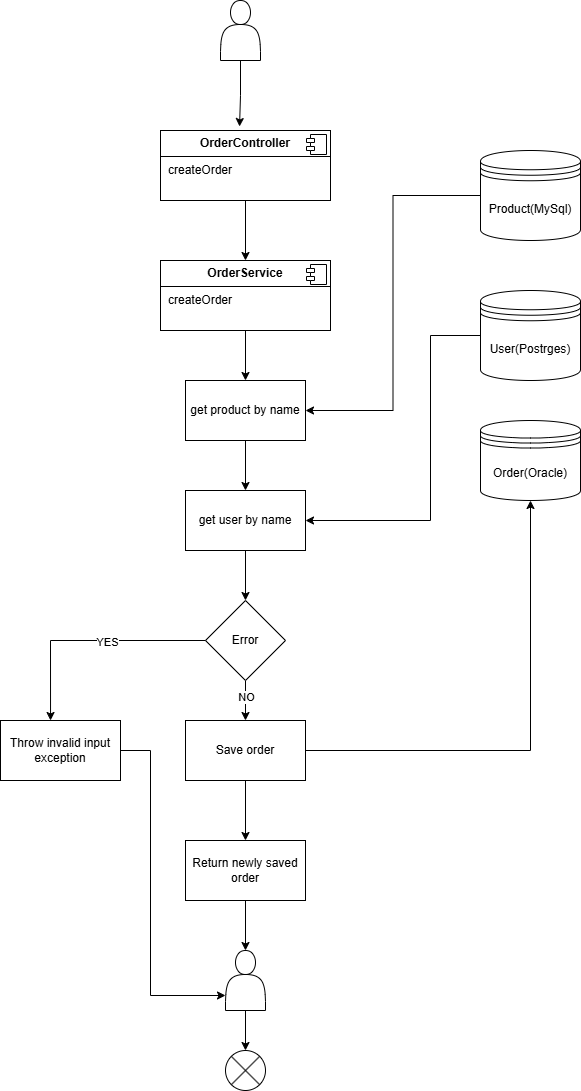 OrderController
createOrder
Product(MySql)
OrderService
createOrder
User(Postrges)
get product by name
Order(Oracle)
get user by name
Error
YES
NO
Throw invalid input
exception
Save order
Return newly saved
order